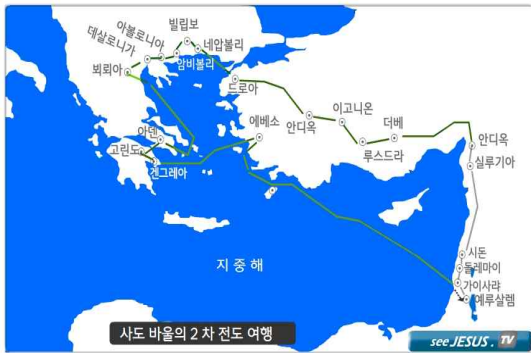 빌립보
아볼로니아
네압볼리
데살로니가
암비볼리
뵈뢰아
드로아
에베소
안디옥
이고니온
더베
루스드라
안디옥
실루기아
아덴
고린도
겐그레아
시돈
돌레마이
가이사랴
예루살렘
지중해
사도 바울의 2 차 전도 여행
see JESUS . TV